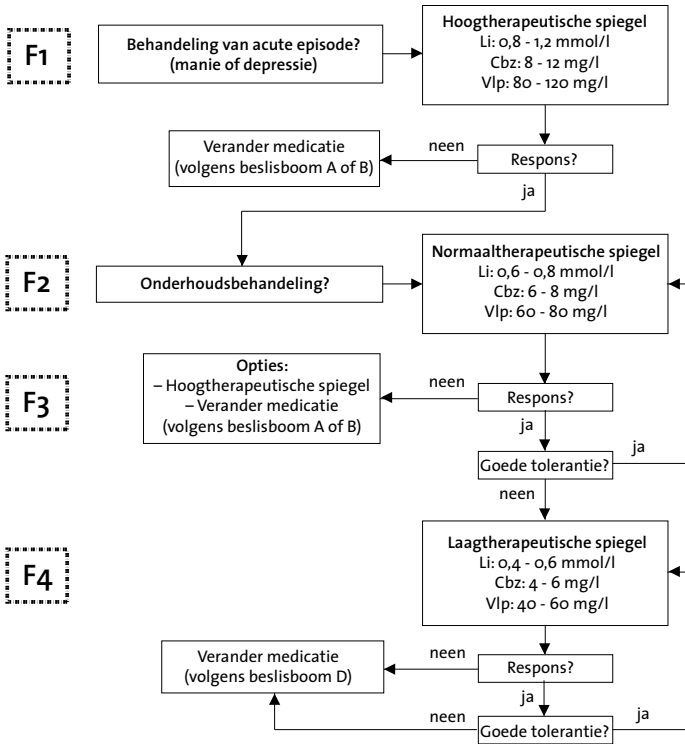 F1
Behandeling van acute episode?
(manie of depressie)
Hoogtherapeutische spiegel
Li: 0,8 - 1,2 mmol/l
Cbz: 8 - 12 mg/l
Vlp: 80 - 120 mg/l
Verander medicatie
(volgens beslisboom A of B)
neen
Respons?
ja
F2
Onderhoudsbehandeling?
Normaaltherapeutische spiegel
Li: 0,6 - 0,8 mmol/l
Cbz: 6 - 8 mg/l
Vlp: 60 - 80 mg/l
F3
Opties:
– Hoogtherapeutische spiegel
– Verander medicatie
(volgens beslisboom A of B)
neen
Respons?
ja
Goede tolerantie?
ja
neen
F4
Laagtherapeutische spiegel
Li: 0,4 - 0,6 mmol/l
Cbz: 4 - 6 mg/l
Vlp: 40 - 60 mg/l
Verander medicatie
(volgens beslisboom D)
neen
Respons?
ja
neen
Goede tolerantie?
ja